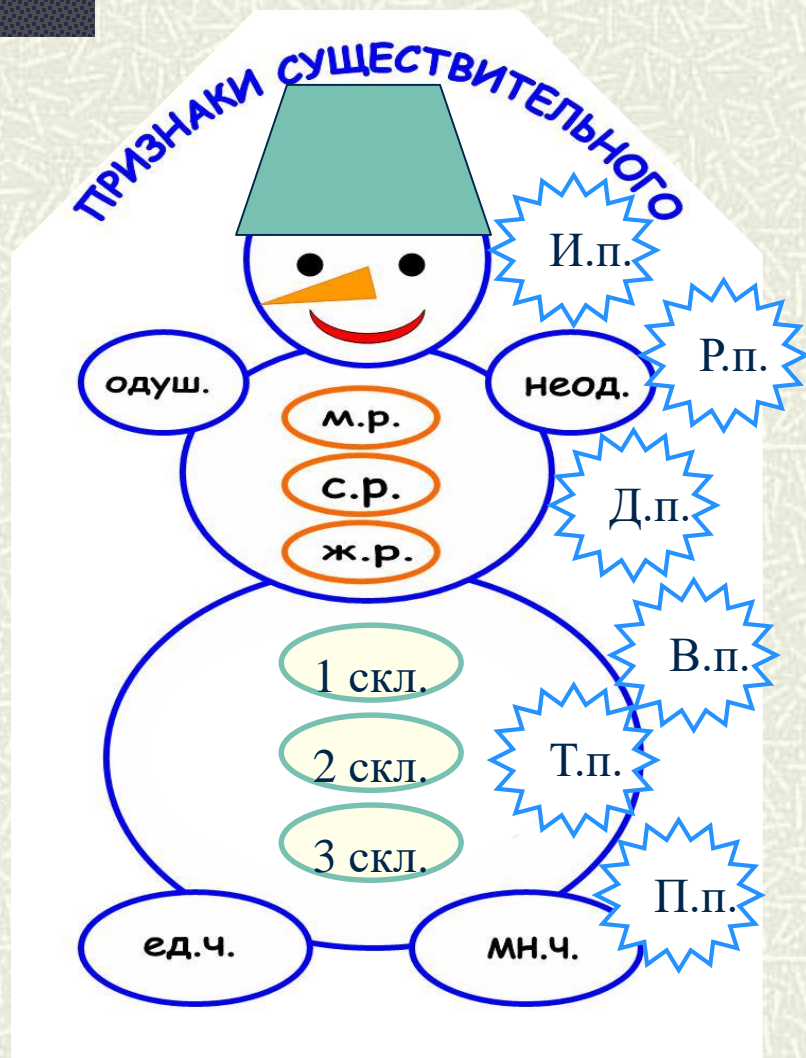 ПРИЗНАКИ СУЩЕСТВИТЕЛЬНОГО
И.п.
Р.п.
одуш.
неод.
м.р.
с.р.
ж.р.
Д.п.
В.п.
1 скл.
2 скл.
Т.п.
3 скл.
П.п.
ед.ч.
мн.ч.